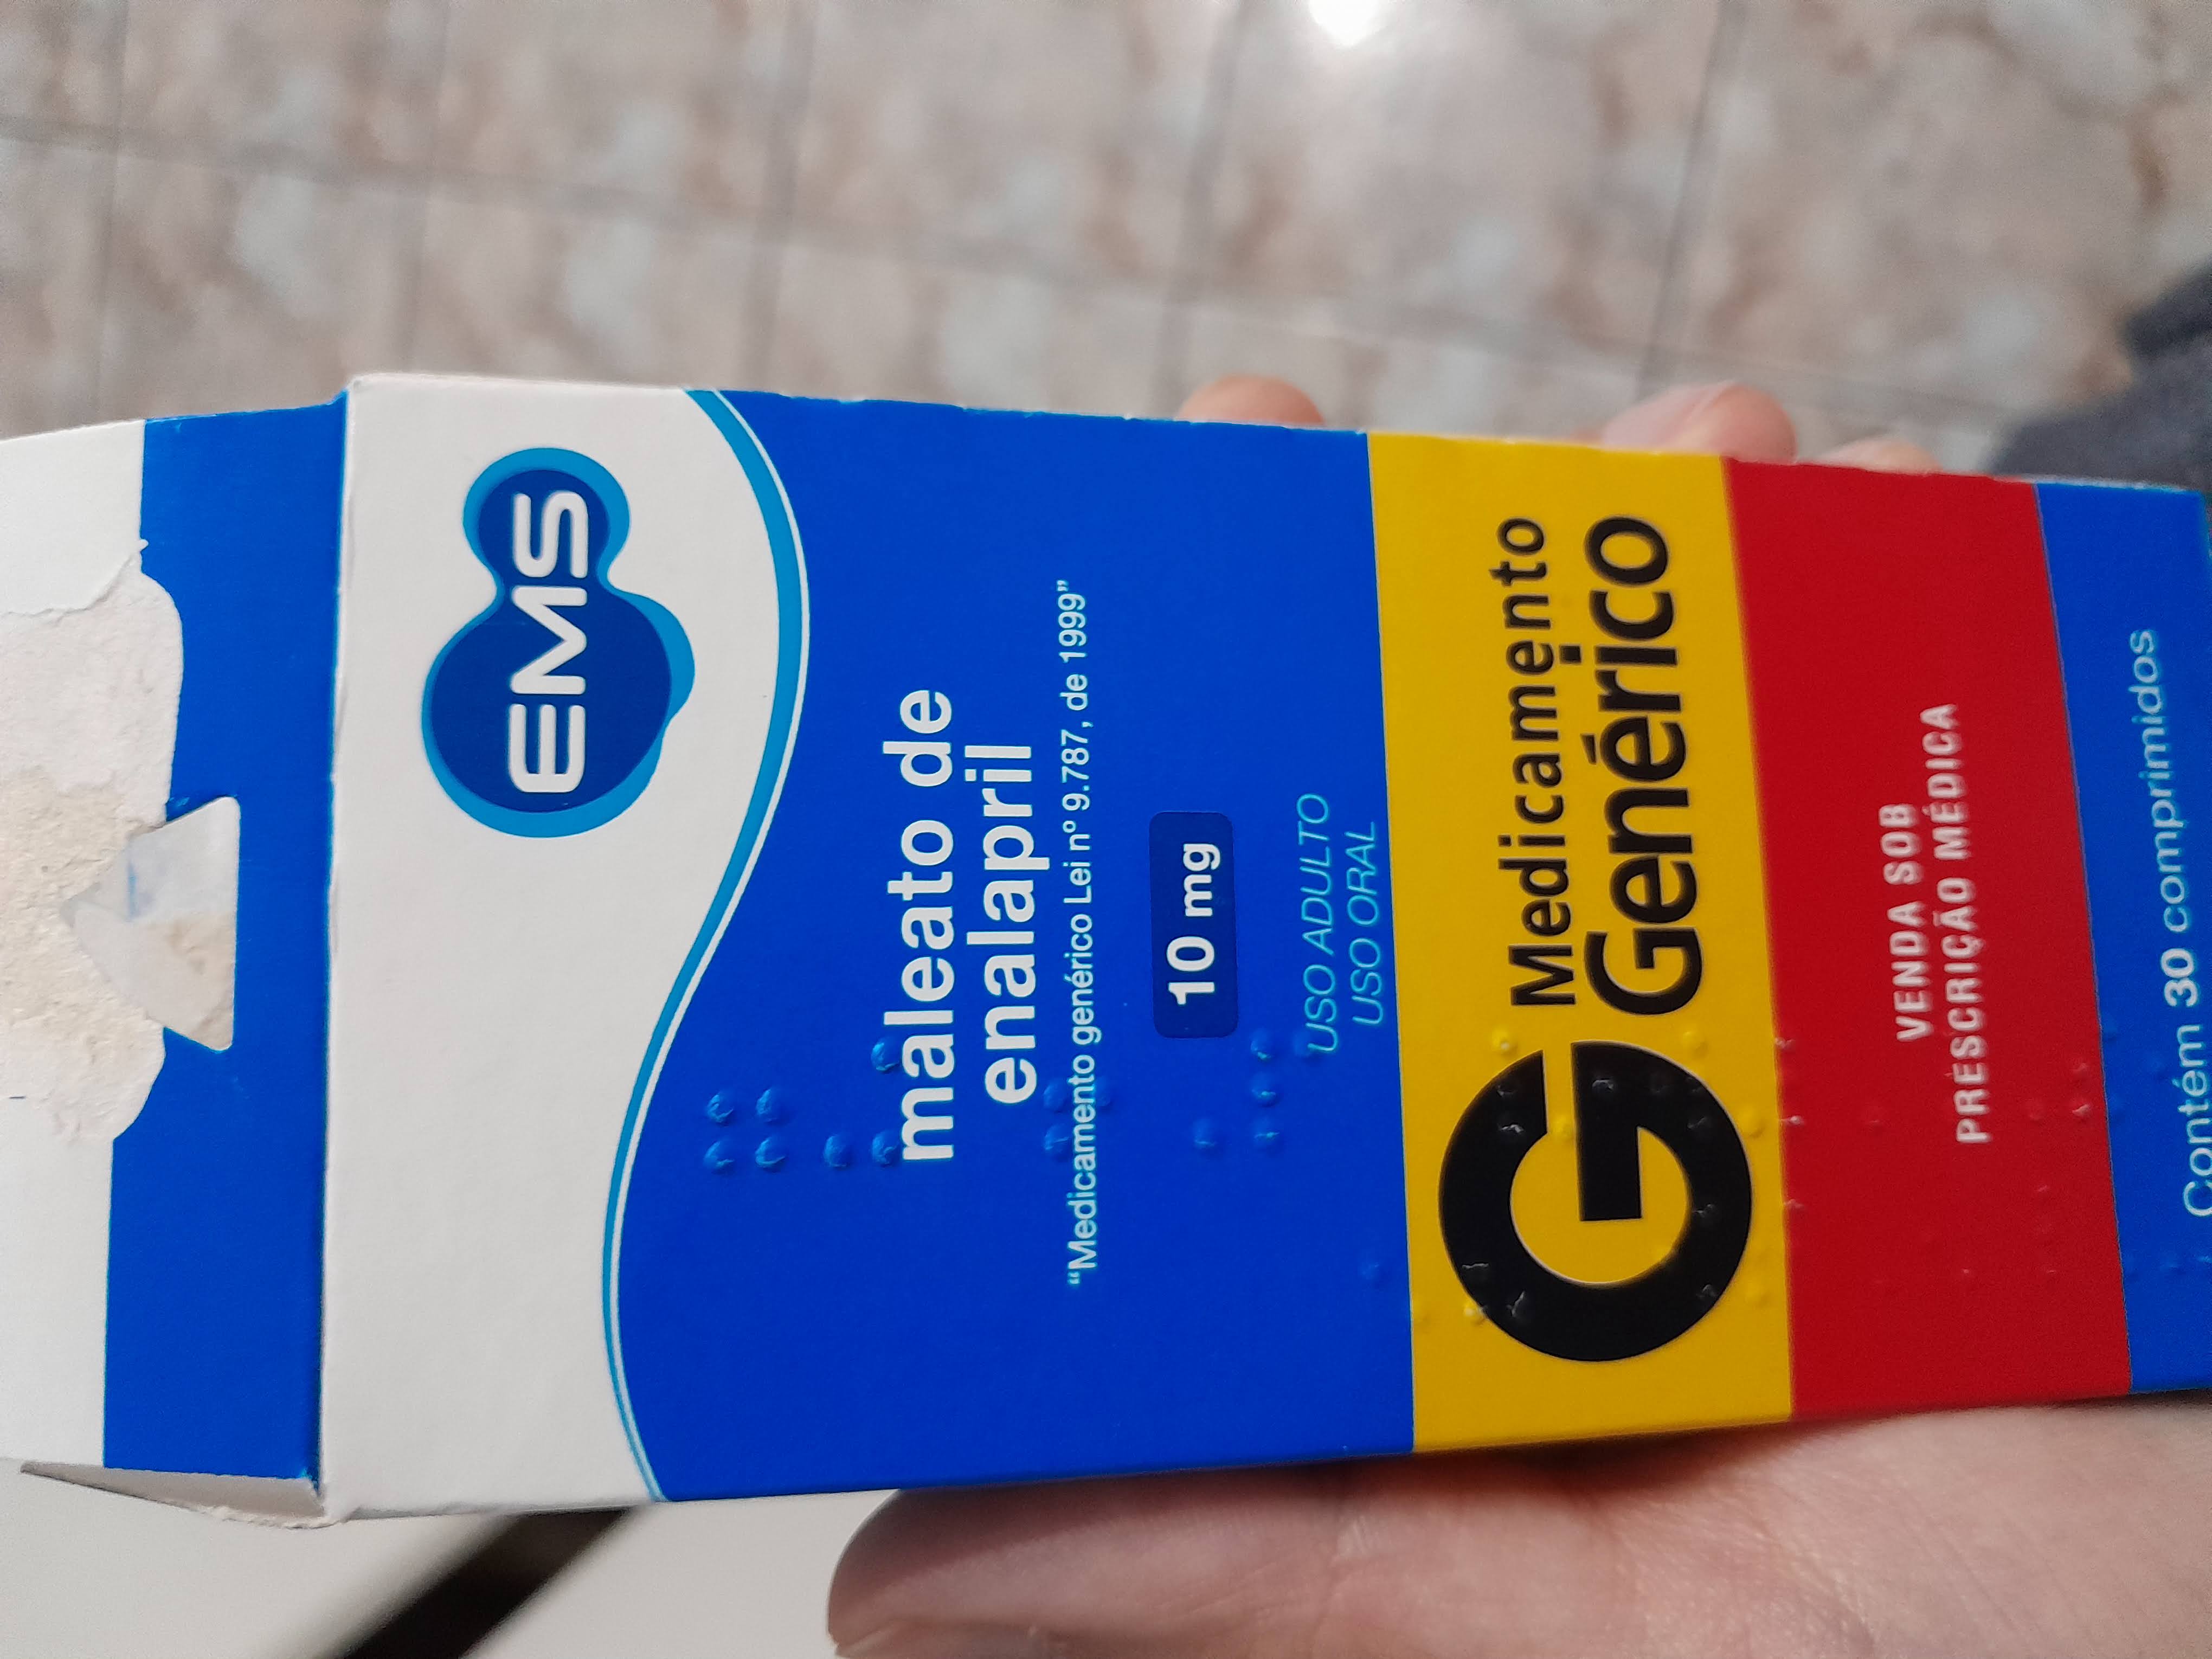 EMS
maleato de
enalapril
“Medicamento genérico Lei nº 9.787, de 1999”
10 mg
USO ADULTO
USO ORAL
G
Medicamento
Genérico
VENDA SOB
PRESCRIÇÃO MÉDICA
Contém 30 comprimidos